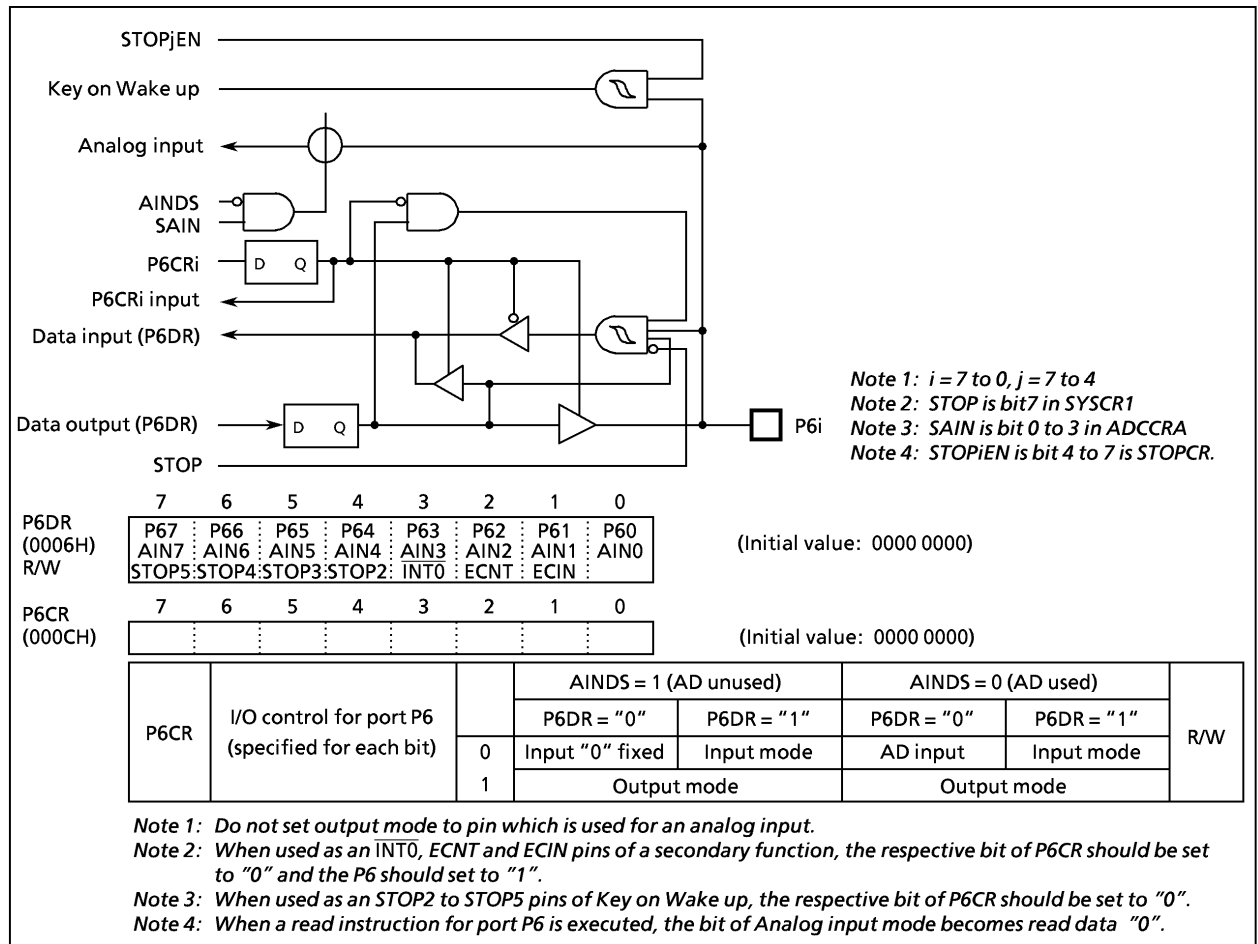 STOPjEN
Key on Wake up
Analog input
AINDS
SAIN
P6CRi
D Q
P6CRi input
Data input (P6DR)
Data output (P6DR)
D Q
P6i
STOP
Note 1: i = 7 to 0, j = 7 to 4
Note 2: STOP is bit7 in SYSCR1
Note 3: SAIN is bit 0 to 3 in ADCCRA
Note 4: STOPiEN is bit 4 to 7 is STOPCR.
7 6 5 4 3 2 1 0
P6DR
(0006H)
R/W
P67 P66 P65 P64 P63 P62 P61 P60
AIN7 AIN6 AIN5 AIN4 AIN3 AIN2 AIN1 AIN0
STOP5 STOP4 STOP3 STOP2 INT0 ECNT ECIN
(Initial value: 0000 0000)
7 6 5 4 3 2 1 0
P6CR
(000CH)
(Initial value: 0000 0000)
P6CR
I/O control for port P6
(specified for each bit)
AINDS = 1 (AD unused) AINDS = 0 (AD used)
P6DR = "0" P6DR = "1" P6DR = "0" P6DR = "1"
0 Input "0" fixed Input mode AD input Input mode
1 Output mode Output mode
R/W
Note 1: Do not set output mode to pin which is used for an analog input.
Note 2: When used as an INT0, ECNT and ECIN pins of a secondary function, the respective bit of P6CR should be set
to "0" and the P6 should set to "1".
Note 3: When used as an STOP2 to STOP5 pins of Key on Wake up, the respective bit of P6CR should be set to "0".
Note 4: When a read instruction for port P6 is executed, the bit of Analog input mode becomes read data "0".